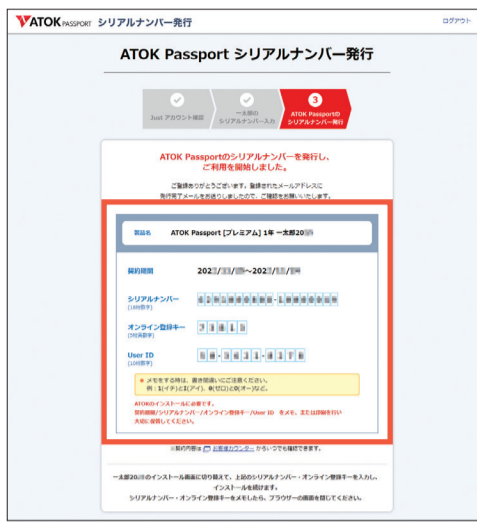 ATOK PASSPORT シリアルナンバー発行
ログアウト
ATOK Passport シリアルナンバー発行
Just アカウント確認
一太郎の
シリアルナンバー入力
3
ATOK Passportの
シリアルナンバー発行
ATOK Passportのシリアルナンバーを発行し、
ご利用を開始しました。
ご登録ありがとうございます。登録されたメールアドレスに
発行完了メールをお送りしましたので、ご確認をお願いいたします。
製品名 ATOK Passport [プレミアム] 1年 一太郎20
契約期間 202 / / ~202 / /
シリアルナンバー
(16桁数字)
オンライン登録キー
(5桁英数字)
User ID
(10桁数字)
※ メモをする時は、書き間違いにご注意ください。
例:1(イチ)とI(アイ)、0(ゼロ)とO(オー)など。
ATOKのインストールに必要です。
契約期間/シリアルナンバー/オンライン登録キー/User ID をメモ、または印刷を行い
大切に保管してください。
※契約内容は お客様カウンター からいつでも確認できます。
一太郎20 のインストール画面に切り替えて、上記のシリアルナンバー・オンライン登録キーを入力し、
インストールを続けます。
シリアルナンバー・オンライン登録キーをメモしたら、ブラウザーの画面を閉じてください。